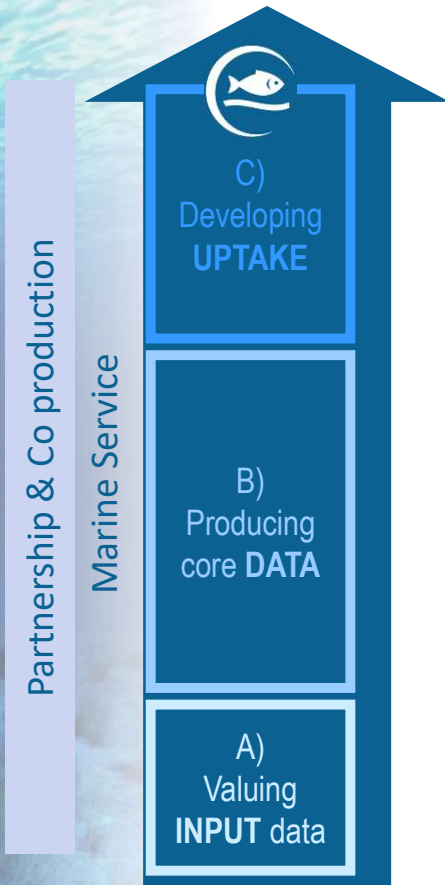 Partnership & Co production
Marine Service
C)
Developing
UPTAKE
B)
Producing
core DATA
A)
Valuing
INPUT data